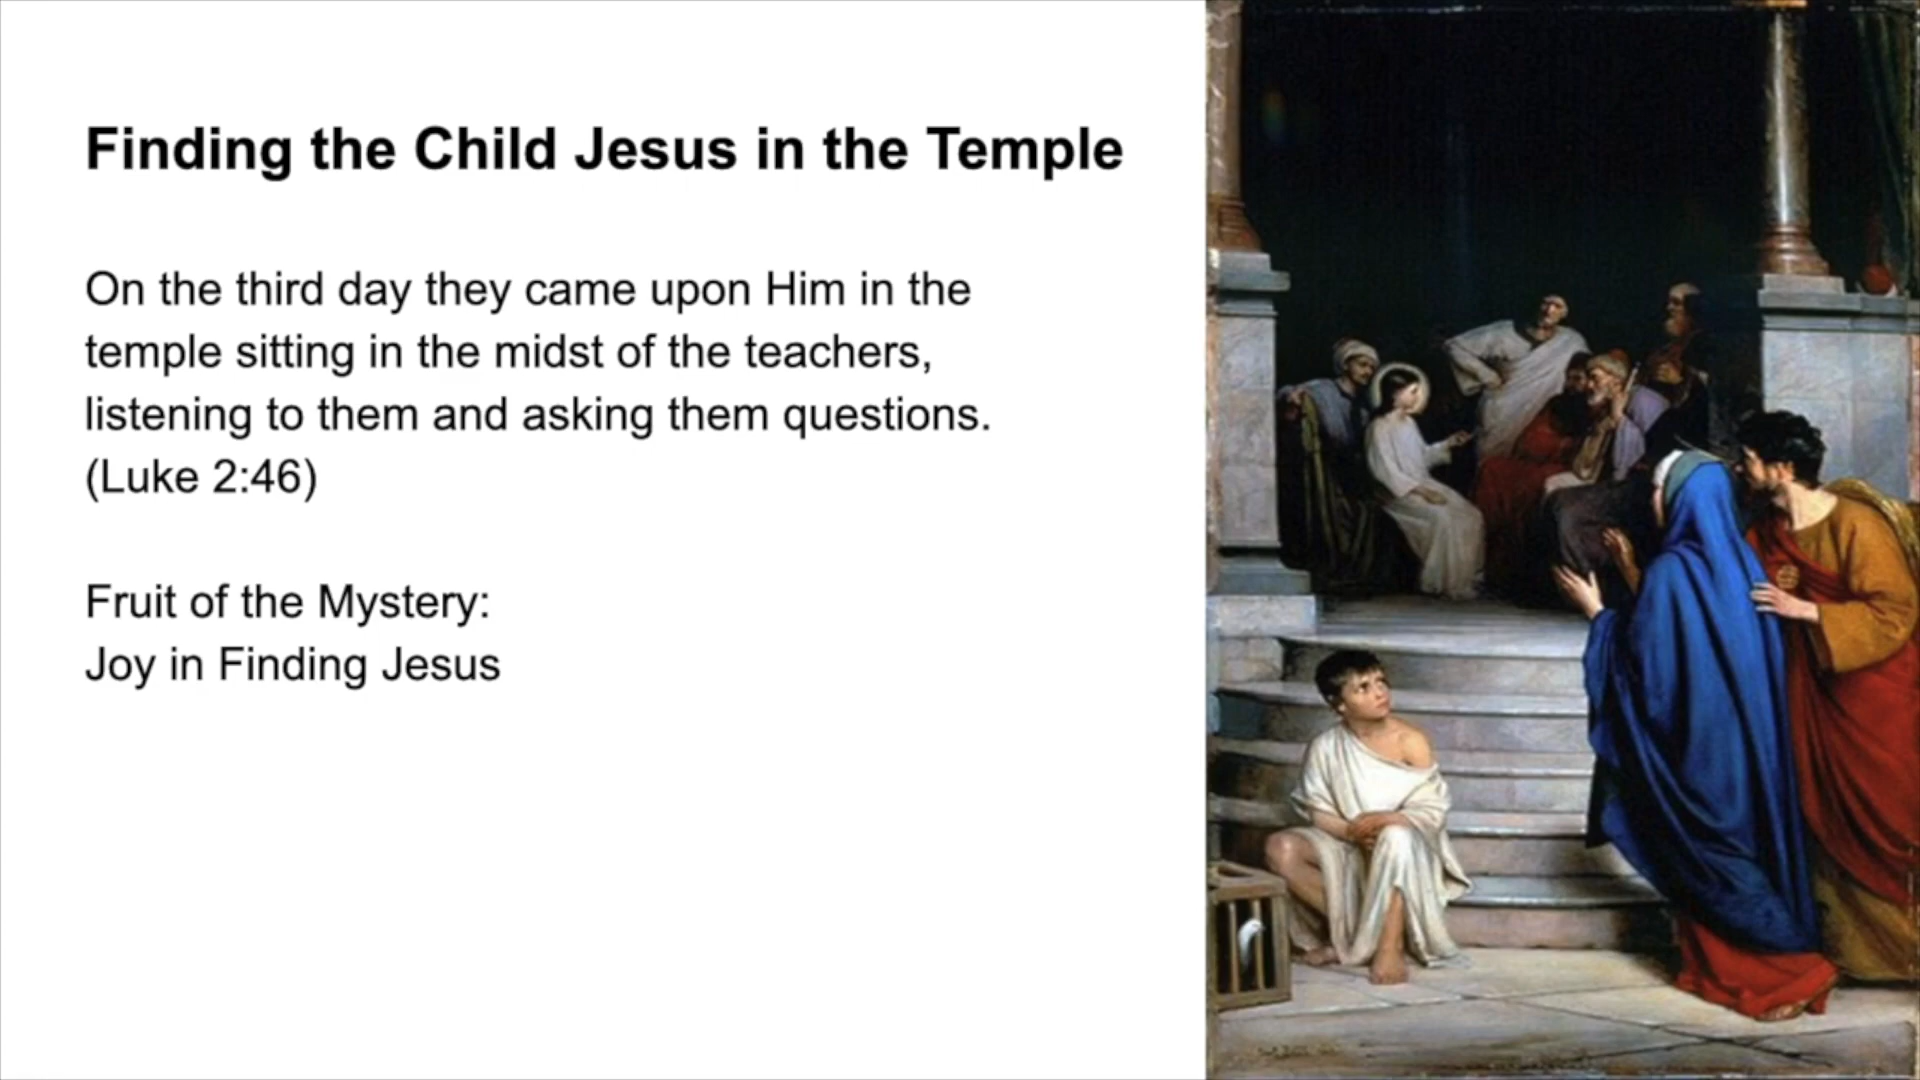 Finding the Child Jesus in the Temple
On the third day they came upon Him in the
temple sitting in the midst of the teachers,
listening to them and asking them questions.
(Luke 2:46)
Fruit of the Mystery:
Joy in Finding Jesus